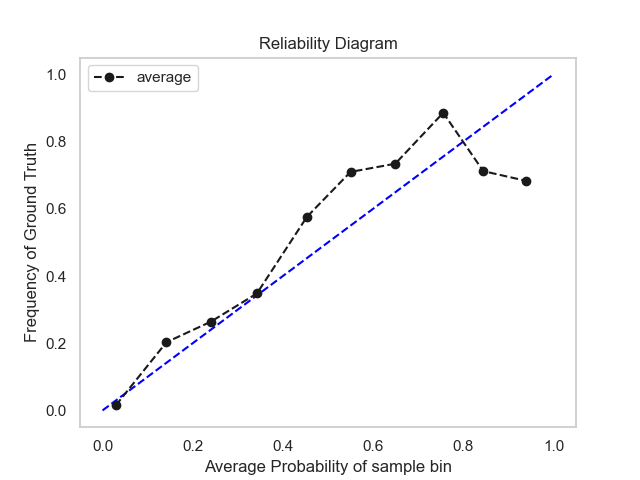 Reliability Diagram
average
Frequency of Ground Truth
1.0
0.8
0.6
0.4
0.2
0.0
0.0 0.2 0.4 0.6 0.8 1.0
Average Probability of sample bin